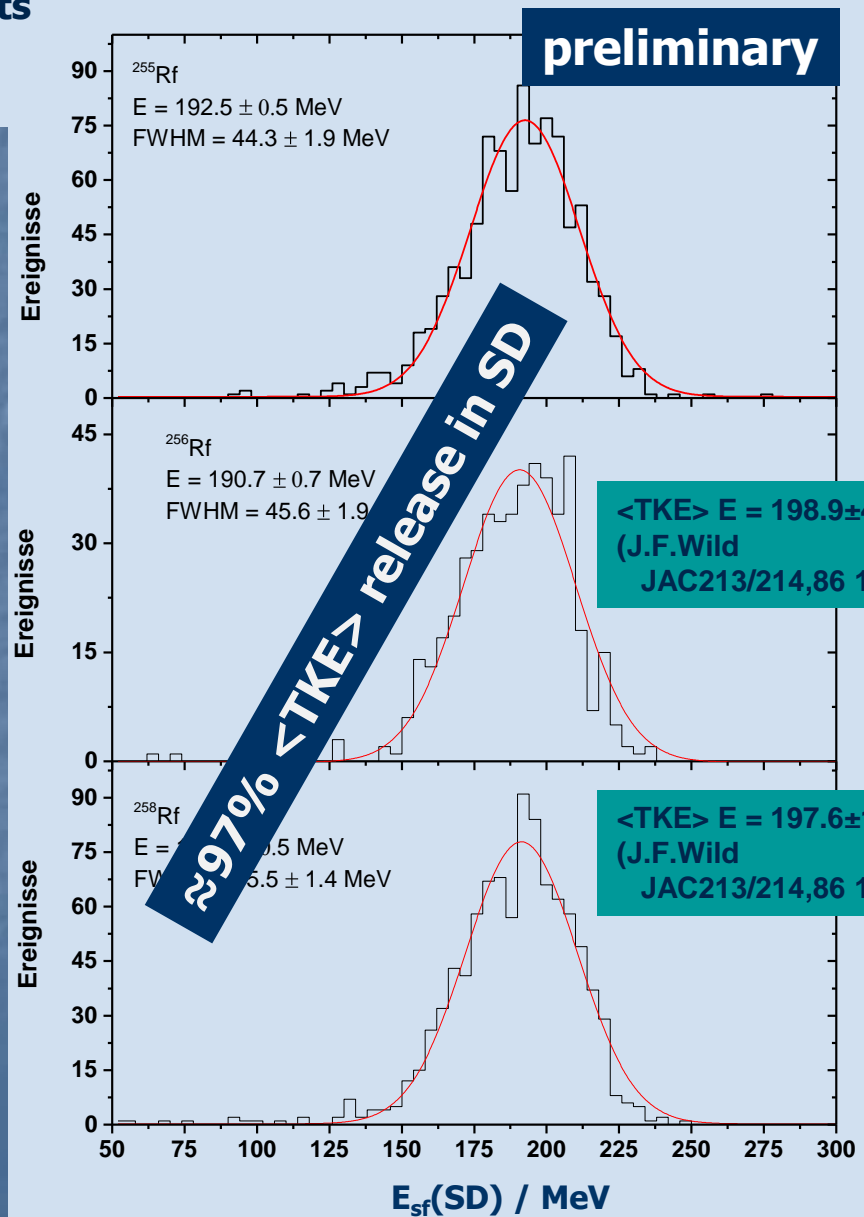 ts
preliminary
90
75
60
45
30
15
0
Ereignisse
²⁵⁵Rf
E = 192.5 ± 0.5 MeV
FWHM = 44.3 ± 1.9 MeV
45
30
15
0
Ereignisse
²⁵⁶Rf
E = 190.7 ± 0.7 MeV
FWHM = 45.6 ± 1.9
<TKE> E = 198.9±
(J.F.Wild
JAC213/214,86 1
≈97% <TKE> release in SD
90
75
60
45
30
15
0
Ereignisse
²⁵⁸Rf
E = 0.5 MeV
5.5 ± 1.4 MeV
<TKE> E = 197.6±
(J.F.Wild
JAC213/214,86 1
50 75 100 125 150 175 200 225 250 275 300
Esf(SD) / MeV